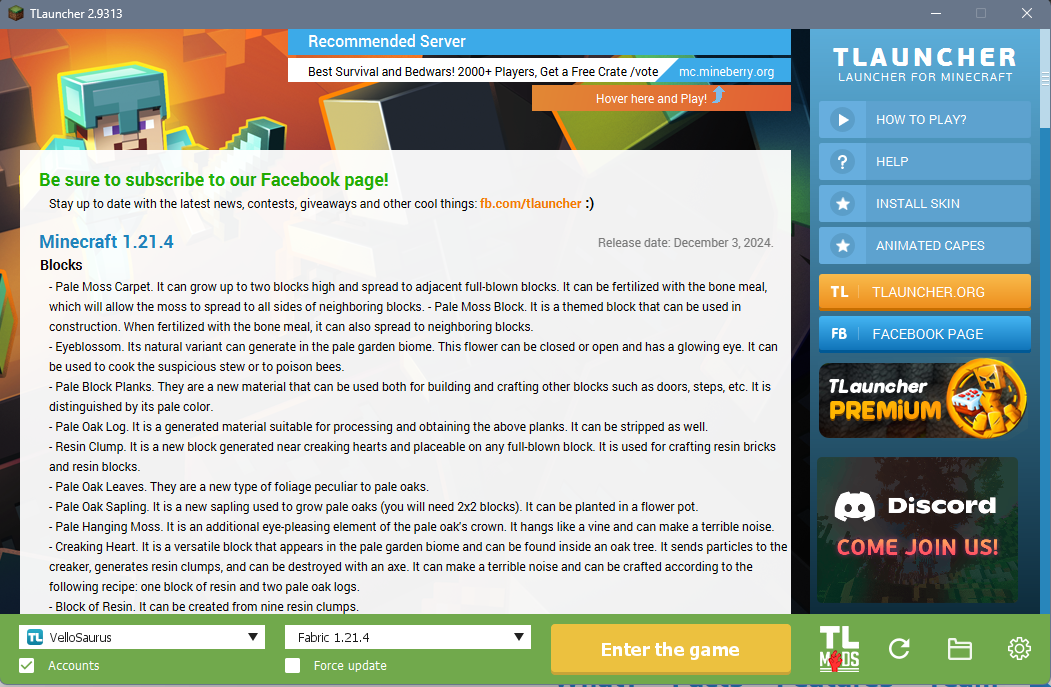 TLauncher 2.9313
Recommended Server
Best Survival and Bedwars! 2000+ Players, Get a Free Crate /vote
mc.mineberry.org
Hover here and Play!
Be sure to subscribe to our Facebook page!
Stay up to date with the latest news, contests, giveaways and other cool things: fb.com/tlauncher :)
Minecraft 1.21.4
Release date: December 3, 2024.
Blocks
- Pale Moss Carpet. It can grow up to two blocks high and spread to adjacent full-blown blocks. It can be fertilized with the bone meal,
which will allow the moss to spread to all sides of neighboring blocks. - Pale Moss Block. It is a themed block that can be used in
construction. When fertilized with the bone meal, it can also spread to neighboring blocks.
- Eyeblossom. Its natural variant can generate in the pale garden biome. This flower can be closed or open and has a glowing eye. It can
be used to cook the suspicious stew or to poison bees.
- Pale Block Planks. They are a new material that can be used both for building and crafting other blocks such as doors, steps, etc. It is
distinguished by its pale color.
- Pale Oak Log. It is a generated material suitable for processing and obtaining the above planks. It can be stripped as well.
- Resin Clump. It is a new block generated near creaking hearts and placeable on any full-blown block. It is used for crafting resin bricks
and resin blocks.
- Pale Oak Leaves. They are a new type of foliage peculiar to pale oaks.
- Pale Oak Sapling. It is a new sapling used to grow pale oaks (you will need 2x2 blocks). It can be planted in a flower pot.
- Pale Hanging Moss. It is an additional eye-pleasing element of the pale oak's crown. It hangs like a vine and can make a terrible noise.
- Creaking Heart. It is a versatile block that appears in the pale garden biome and can be found inside an oak tree. It sends particles to the
creaker, generates resin clumps, and can be destroyed with an axe. It can make a terrible noise and can be crafted according to the
following recipe: one block of resin and two pale oak logs.
- Block of Resin. It can be created from nine resin clumps.
TLAUNCHER
LAUNCHER FOR MINECRAFT
HOW TO PLAY?
? HELP
INSTALL SKIN
ANIMATED CAPES
TL TLAUNCHER.ORG
FB FACEBOOK PAGE
TLauncher
PREMIUM
Discord
COME JOIN US!
TL VelloSaurus
Fabric 1.21.4
Accounts
Force update
Enter the game
TL
MODS